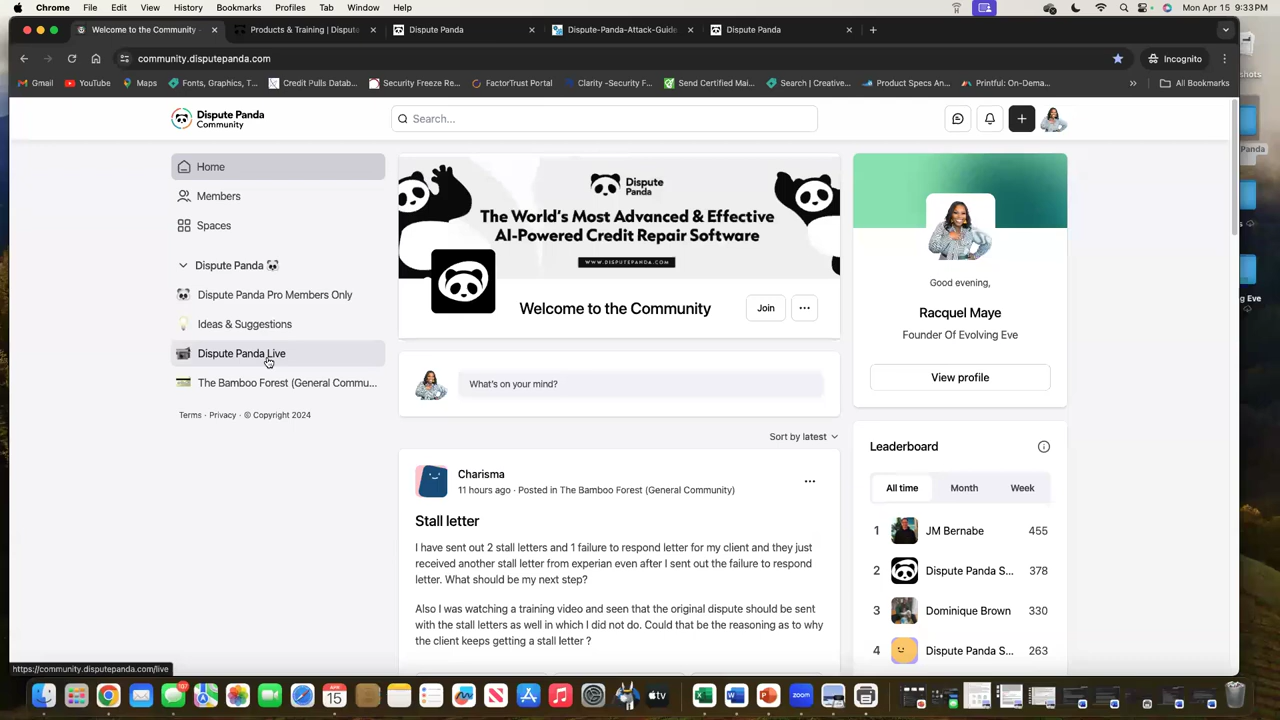 Chrome File Edit View History Bookmarks Profiles Tab Window Help
Mon Apr 15 9:33 PM
Welcome to the Community
Products & Training | Dispute
Dispute Panda
Dispute-Panda-Attack-Guide
Dispute Panda
community.disputepanda.com
Incognito
Gmail YouTube Maps Fonts, Graphics, T... Credit Pulls Datab... Security Freeze Re... FactorTrust Portal Clarity -Security F... Send Certified Mai... Search | Creative... Product Specs An... Printful: On-Dema... » All Bookmarks
Dispute Panda
Community
Search...
Home
Members
Spaces
Dispute Panda
Dispute Panda Pro Members Only
Ideas & Suggestions
Dispute Panda Live
The Bamboo Forest (General Commu...
Terms · Privacy · © Copyright 2024
Dispute
Panda
The World's Most Advanced & Effective
AI-Powered Credit Repair Software
WWW.DISPUTEPANDA.COM
Welcome to the Community
Join
What's on your mind?
Sort by latest
Charisma
11 hours ago · Posted in The Bamboo Forest (General Community)
Stall letter
I have sent out 2 stall letters and 1 failure to respond letter for my client and they just
received another stall letter from experian even after I sent out the failure to respond
letter. What should be my next step?
Also I was watching a training video and seen that the original dispute should be sent
with the stall letters as well in which I did not do. Could that be the reasoning as to why
the client keeps getting a stall letter ?
Good evening,
Racquel Maye
Founder Of Evolving Eve
View profile
Leaderboard
All time Month Week
1 JM Bernabe 455
2 Dispute Panda S... 378
3 Dominique Brown 330
4 Dispute Panda S... 263
https://community.disputepanda.com/live
APR
15
zoom
tv
shots
Panda
ng Eve